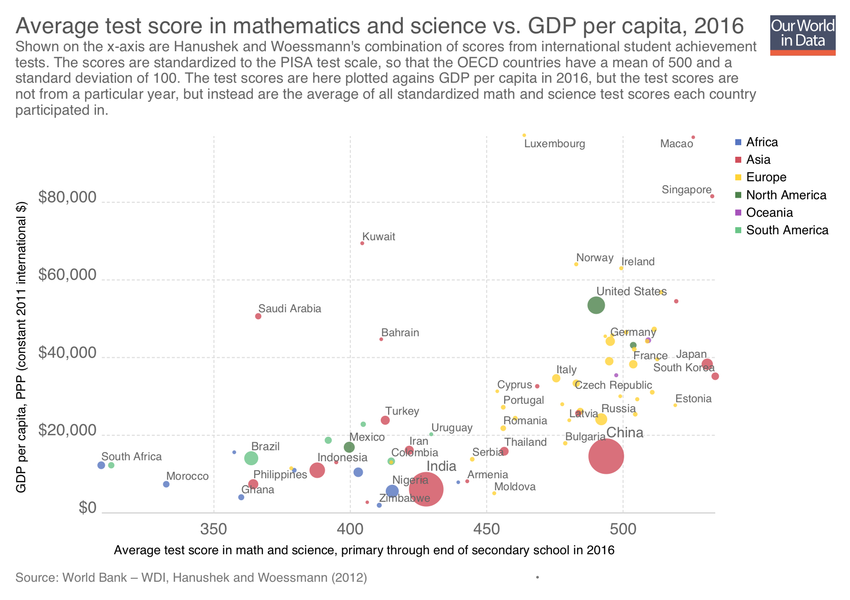 Average test score in mathematics and science vs. GDP per capita, 2016
Our World
in Data
Shown on the x-axis are Hanushek and Woessmann's combination of scores from international student achievement
tests. The scores are standardized to the PISA test scale, so that the OECD countries have a mean of 500 and a
standard deviation of 100. The test scores are here plotted agains GDP per capita in 2016, but the test scores are
not from a particular year, but instead are the average of all standardized math and science test scores each country
participated in.
Africa
Asia
Europe
North America
Oceania
South America
GDP per capita, PPP (constant 2011 international $)
$80,000
$60,000
$40,000
$20,000
$0
Luxembourg
Macao
Singapore
Kuwait
Norway
Ireland
United States
Saudi Arabia
Bahrain
Germany
France
Japan
South Korea
Italy
Cyprus
Czech Republic
Portugal
Estonia
Turkey
Latvia
Russia
Romania
Uruguay
Mexico
Bulgaria
China
Brazil
Iran
Thailand
South Africa
Indonesia
Colombia
Serbia
India
Morocco
Philippines
Nigeria
Armenia
Ghana
Zimbabwe
Moldova
350
400
450
500
Average test score in math and science, primary through end of secondary school in 2016
Source: World Bank – WDI, Hanushek and Woessmann (2012)